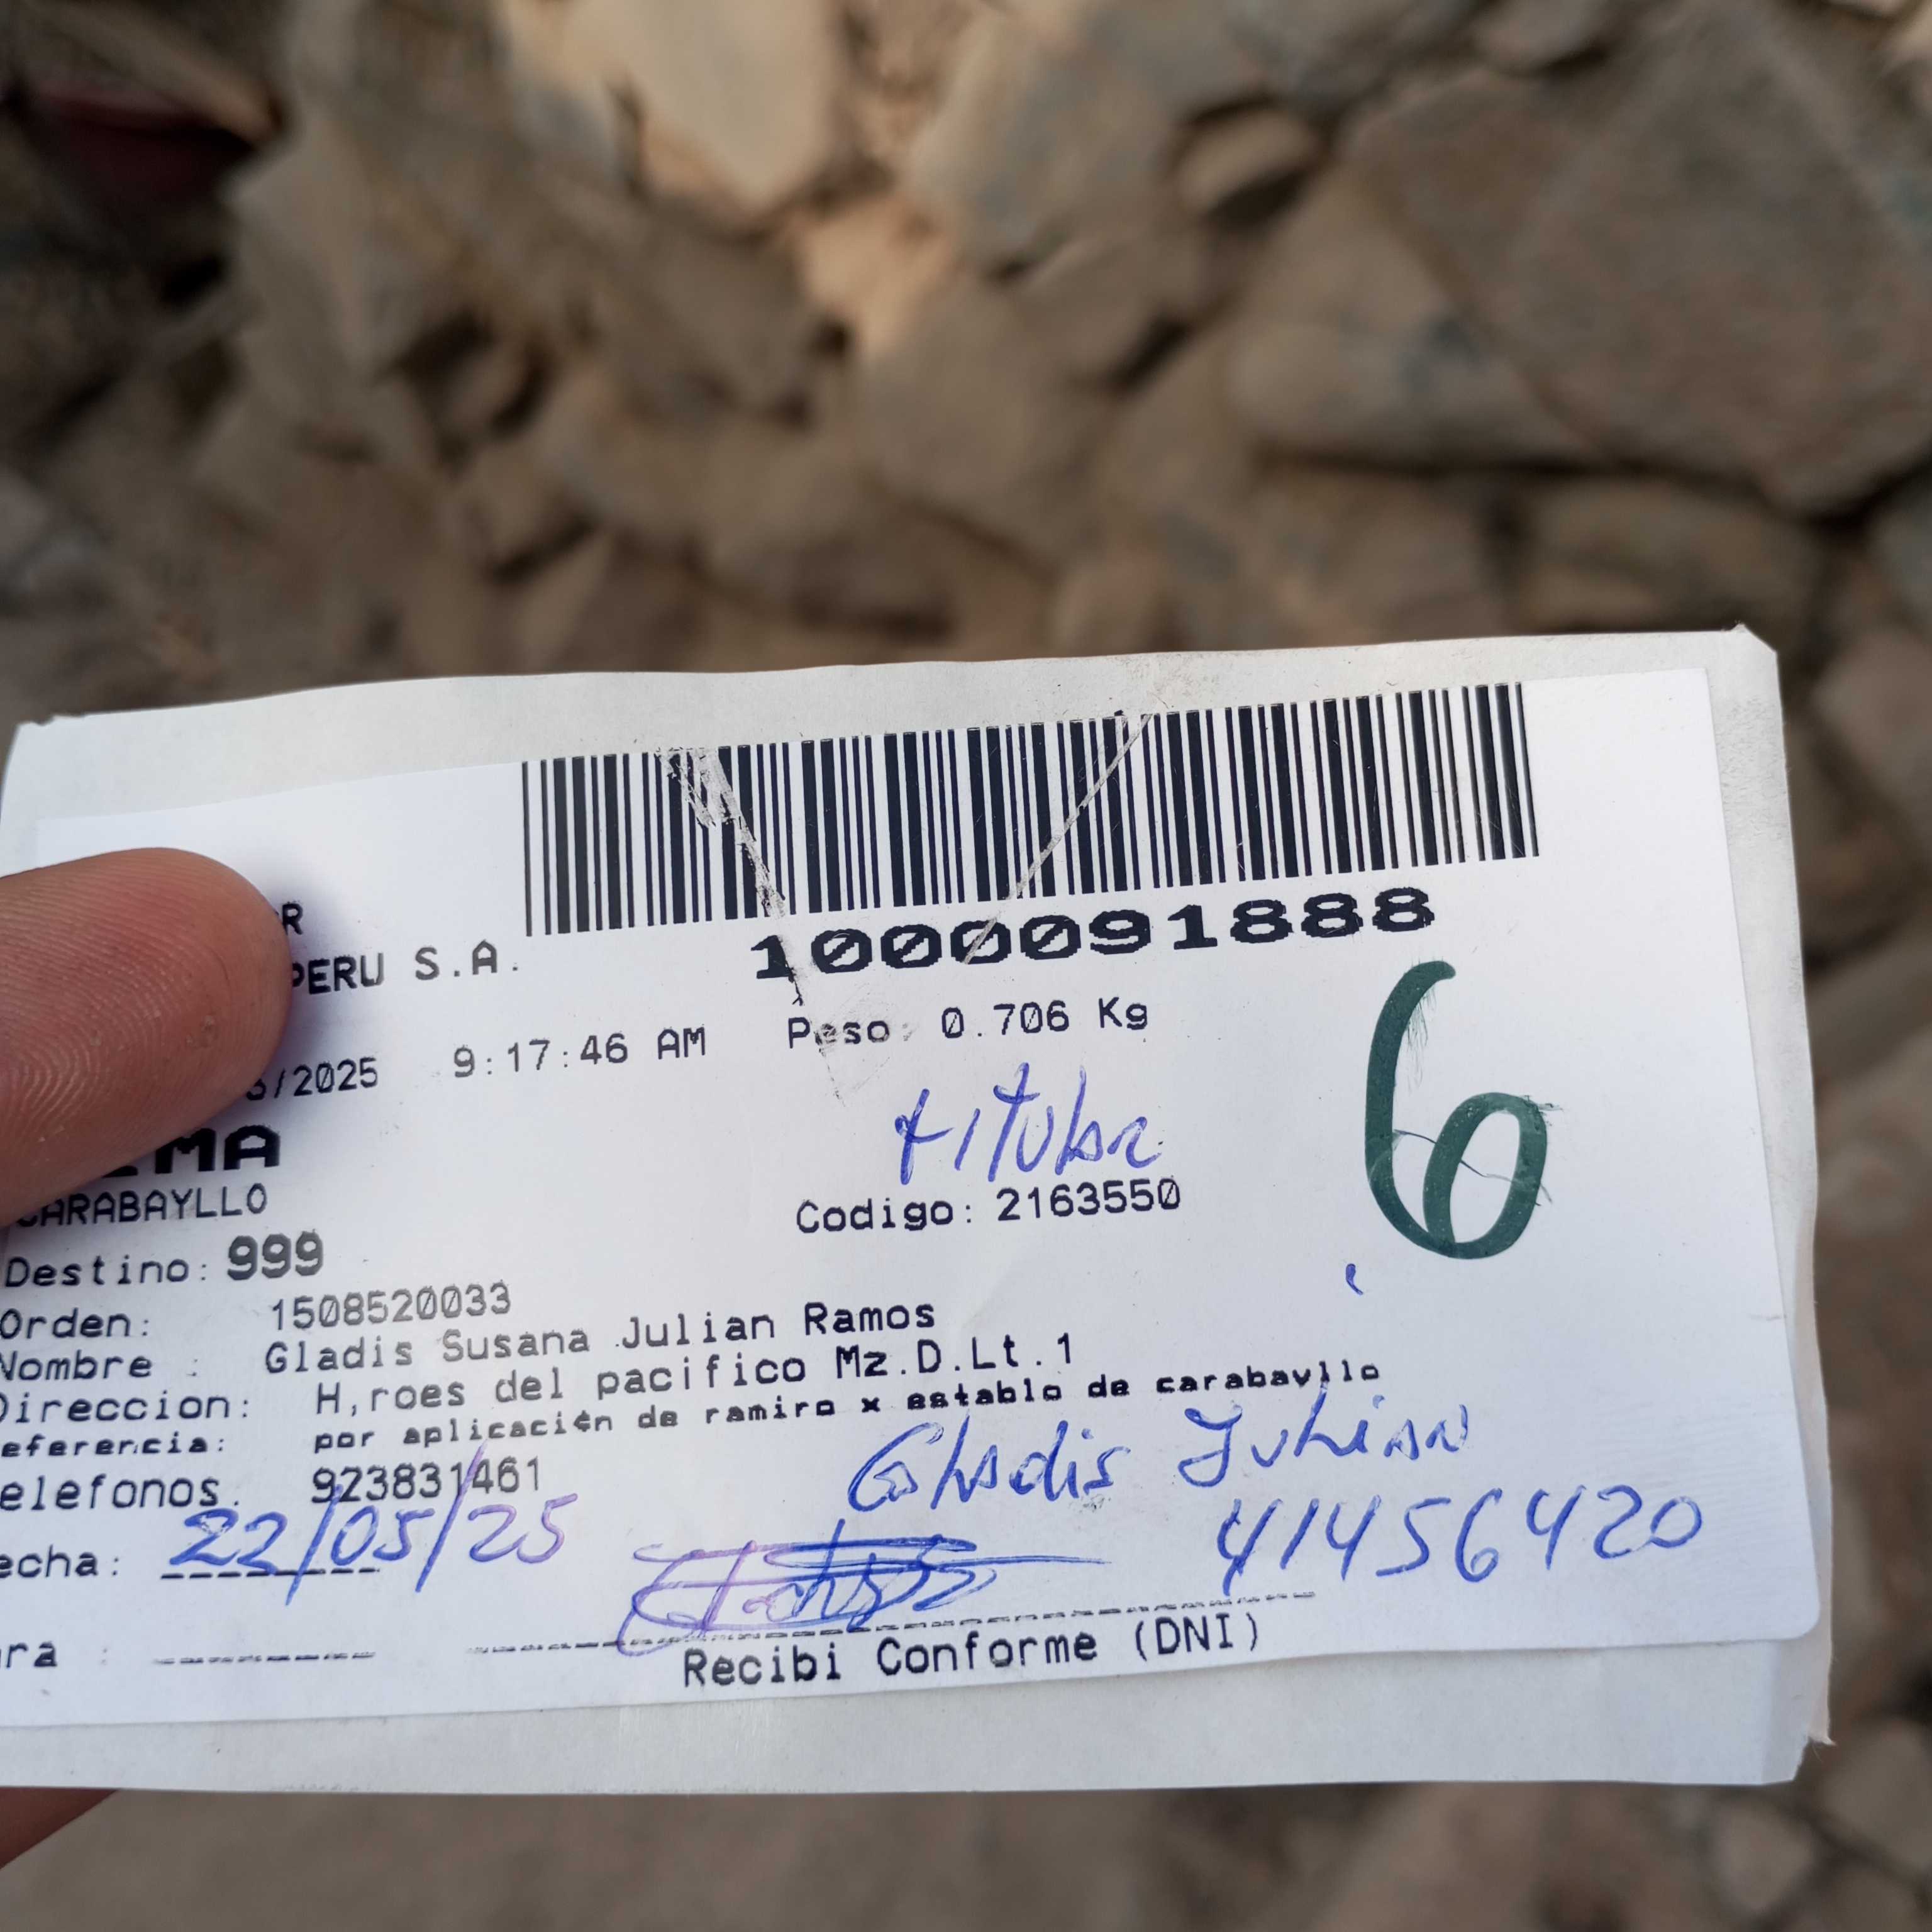 1000091888
PERU S.A.
9:17:46 AM Peso: 0.706 Kg
/2025
titular
6
CARABAYLLO
Codigo: 2163550
Destino: 999
Orden: 1508520033
Nombre : Gladis Susana Julian Ramos
Direccion: H,roes del pacifico Mz.D.Lt.1
eferencia: por aplicaci¢n de ramiro x establo de carabayllo
elefonos. 923831461
Gladis Julian
echa: 22/05/25
41456420
ra :
Recibi Conforme (DNI)